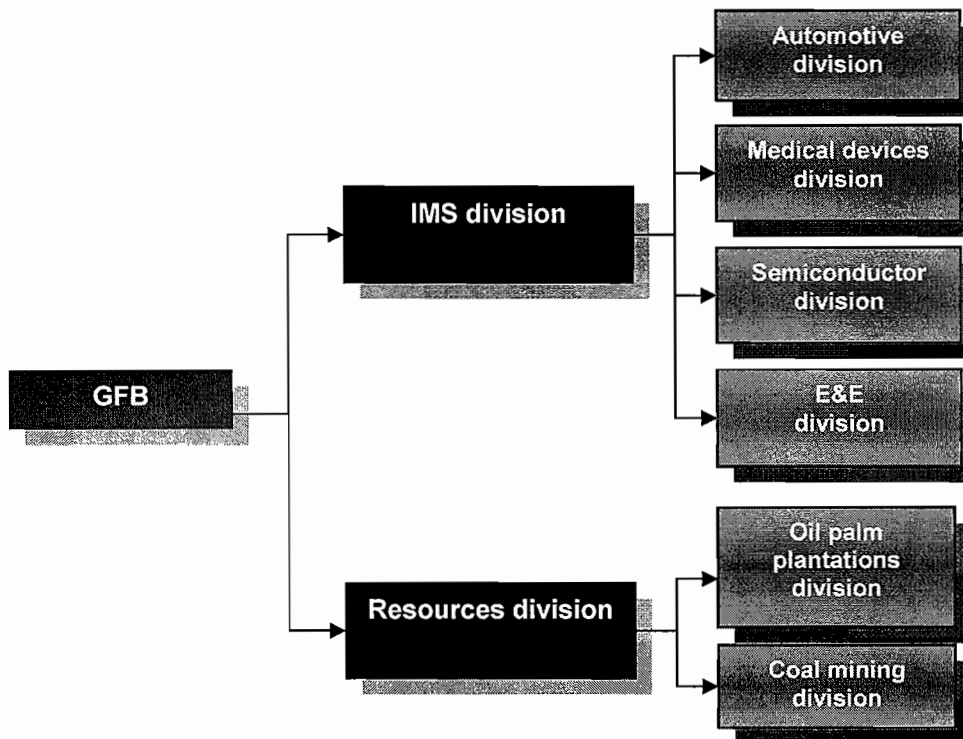 GFB
IMS division
Automotive
division
Medical devices
division
Semiconductor
division
E&E
division
Resources division
Oil palm
plantations
division
Coal mining
division